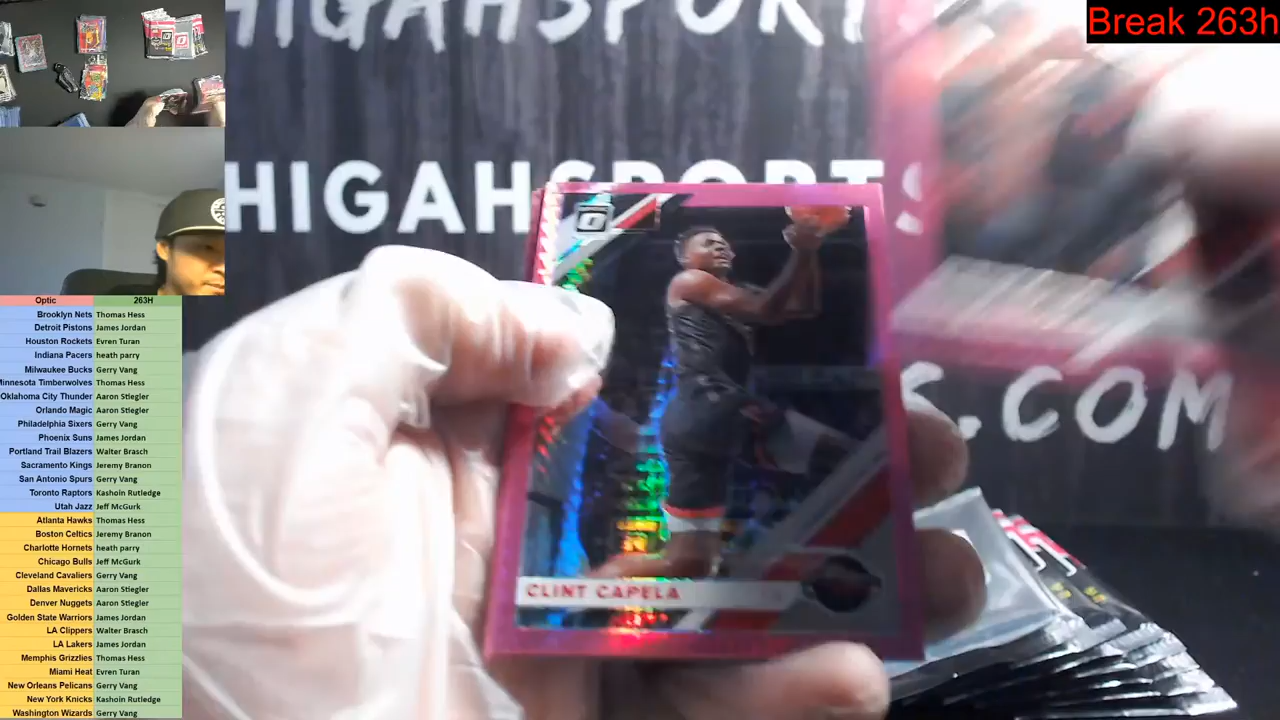 HIGAHSPORT
Break 263h
HIGAHSPORTS
S.COM
CLINT CAPELA
Optic 263H
Brooklyn Nets Thomas Hess
Detroit Pistons James Jordan
Houston Rockets Evren Turan
Indiana Pacers heath parry
Milwaukee Bucks Gerry Vang
Minnesota Timberwolves Thomas Hess
Oklahoma City Thunder Aaron Stiegler
Orlando Magic Aaron Stiegler
Philadelphia Sixers Gerry Vang
Phoenix Suns James Jordan
Portland Trail Blazers Walter Brasch
Sacramento Kings Jeremy Branon
San Antonio Spurs Gerry Vang
Toronto Raptors Kashoin Rutledge
Utah Jazz Jeff McGurk
Atlanta Hawks Thomas Hess
Boston Celtics Jeremy Branon
Charlotte Hornets heath parry
Chicago Bulls Jeff McGurk
Cleveland Cavaliers Gerry Vang
Dallas Mavericks Aaron Stiegler
Denver Nuggets Aaron Stiegler
Golden State Warriors James Jordan
LA Clippers Walter Brasch
LA Lakers James Jordan
Memphis Grizzlies Thomas Hess
Miami Heat Evren Turan
New Orleans Pelicans Gerry Vang
New York Knicks Kashoin Rutledge
Washington Wizards Gerry Vang